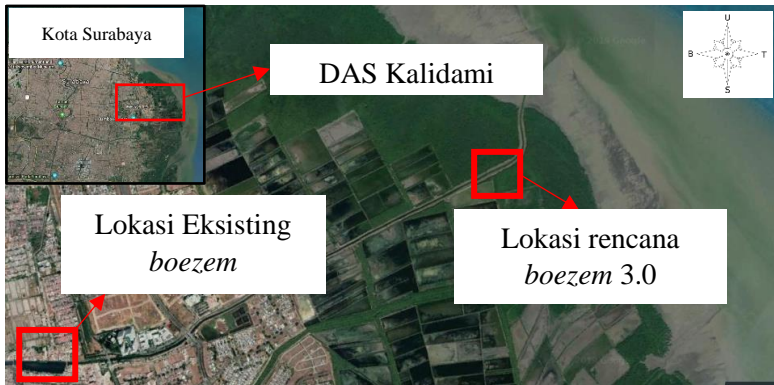 Kota Surabaya
DAS Kalidami
U
B T
S
Lokasi Eksisting
boezem
Lokasi rencana
boezem 3.0